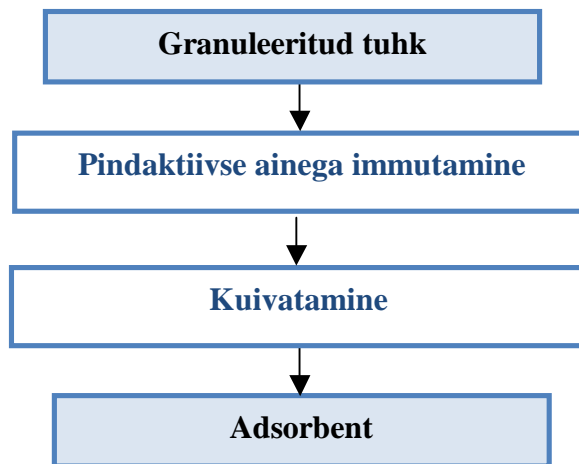 Granuleeritud tuhk
Pindaktiivse ainega immutamine
Kuivatamine
Adsorbent